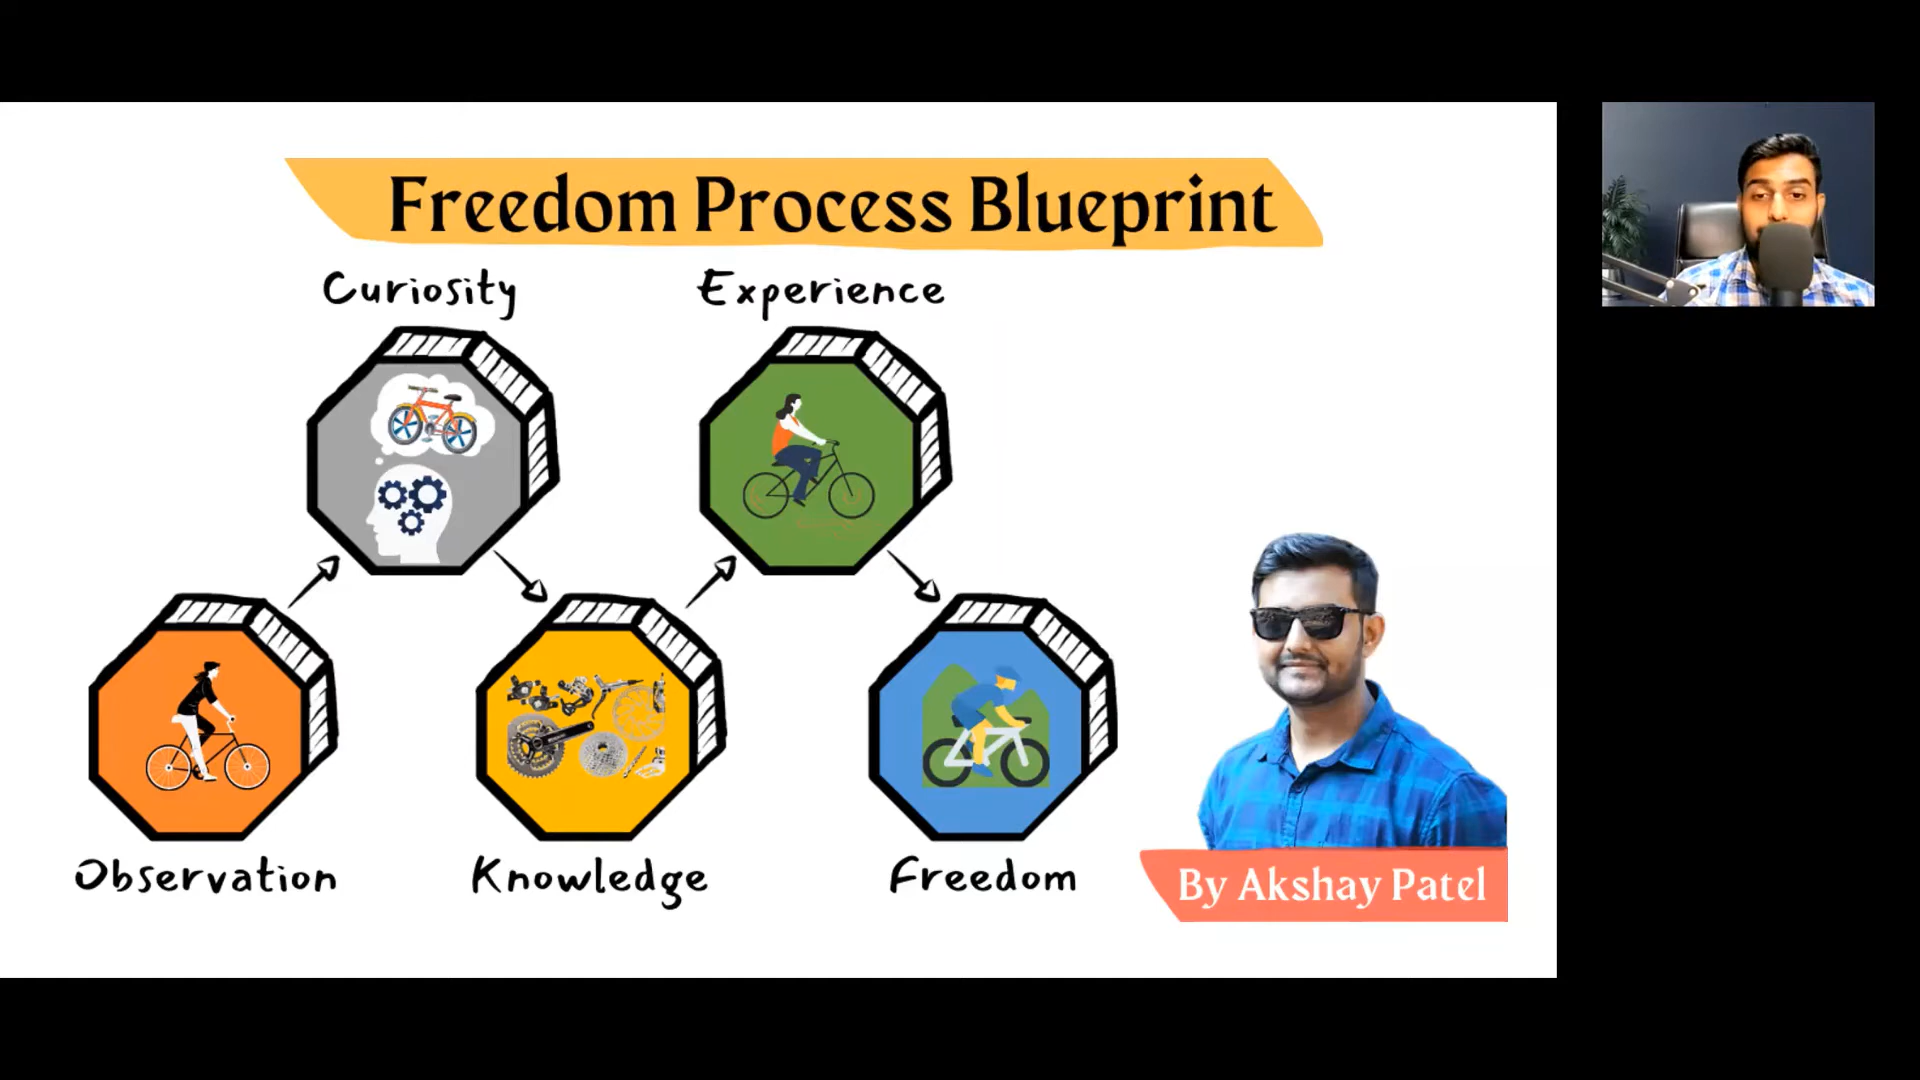 Freedom Process Blueprint
Curiosity
Experience
Observation
Knowledge
Freedom
By Akshay Patel